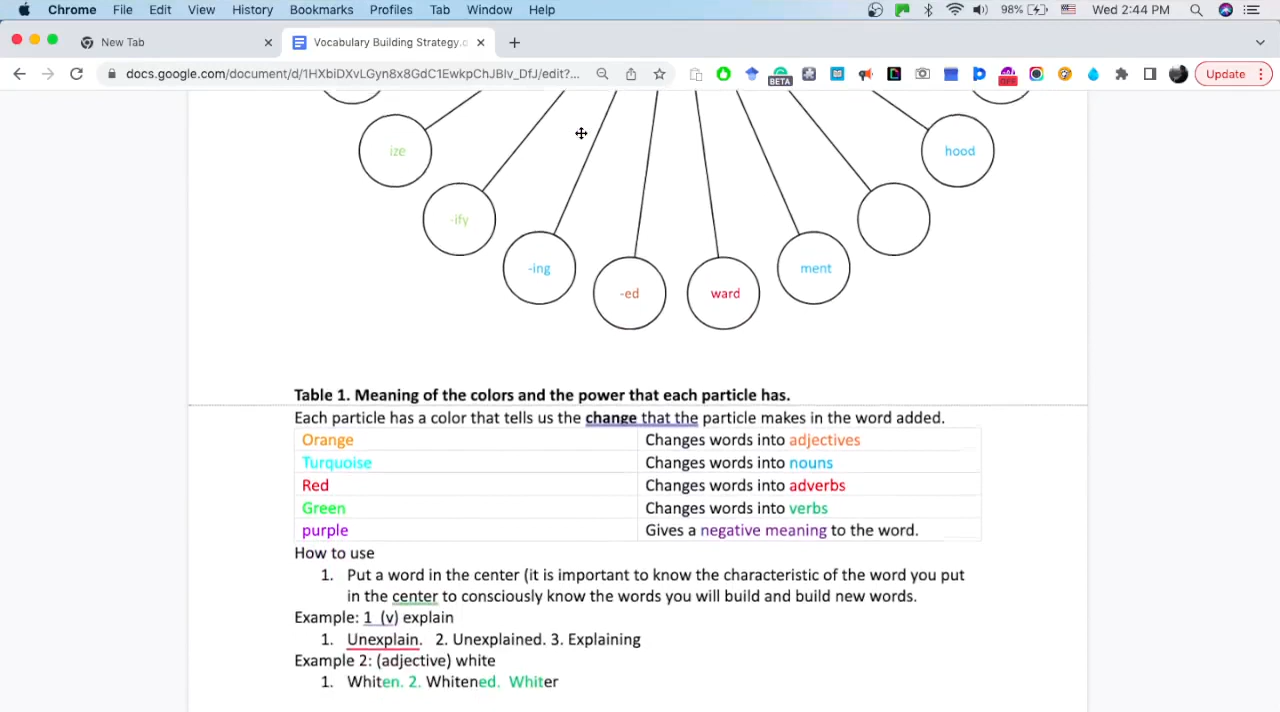 Chrome File Edit View History Bookmarks Profiles Tab Window Help 98% Wed 2:44 PM
New Tab Vocabulary Building Strategy.d
docs.google.com/document/d/1HXbiDXvLGyn8x8GdC1EwkpChJBIv_DfJ/edit?... BETA OFF Update
ize hood
-ify
-ing ment
-ed ward
Table 1. Meaning of the colors and the power that each particle has.
Each particle has a color that tells us the change that the particle makes in the word added.
Orange Changes words into adjectives
Turquoise Changes words into nouns
Red Changes words into adverbs
Green Changes words into verbs
purple Gives a negative meaning to the word.
How to use
1. Put a word in the center (it is important to know the characteristic of the word you put
in the center to consciously know the words you will build and build new words.
Example: 1 (v) explain
1. Unexplain. 2. Unexplained. 3. Explaining
Example 2: (adjective) white
1. Whiten. 2. Whitened. Whiter